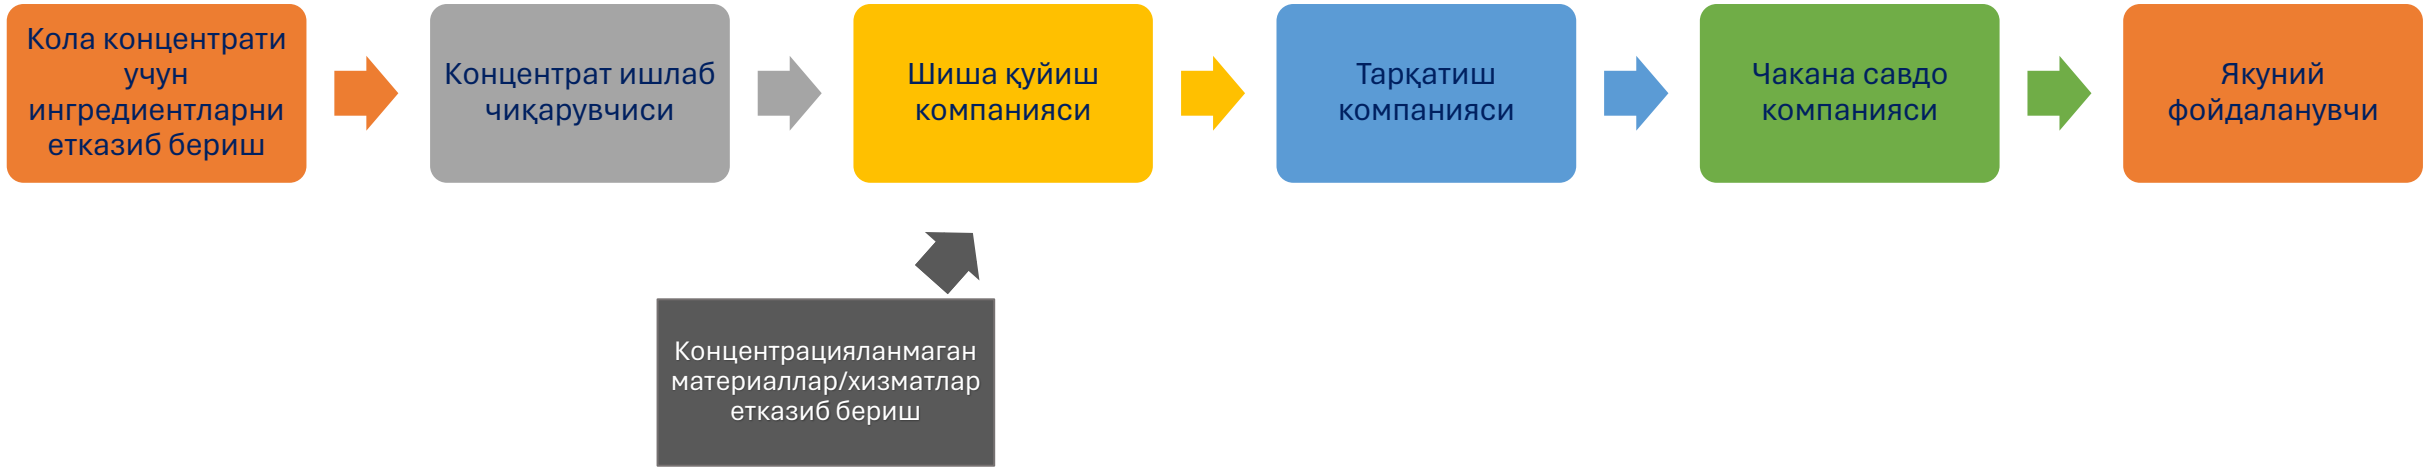 Кола концентрати
учун
ингредиентларни
етказиб бериш
Концентрат ишлаб
чиқарувчиси
Шиша қуйиш
компанияси
Тарқатиш
компанияси
Чакана савдо
компанияси
Якуний
фойдаланувчи
Концентрацияланмаган
материаллар/хизматлар
етказиб бериш